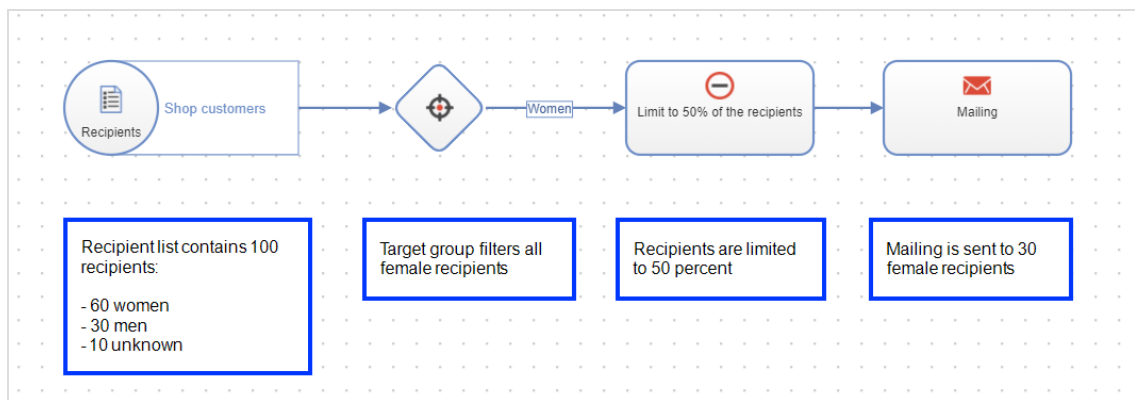 Recipients
Shop customers
Women
Limit to 50% of the recipients
Mailing
Recipient list contains 100
recipients:
- 60 women
- 30 men
- 10 unknown
Target group filters all
female recipients
Recipients are limited
to 50 percent
Mailing is sent to 30
female recipients